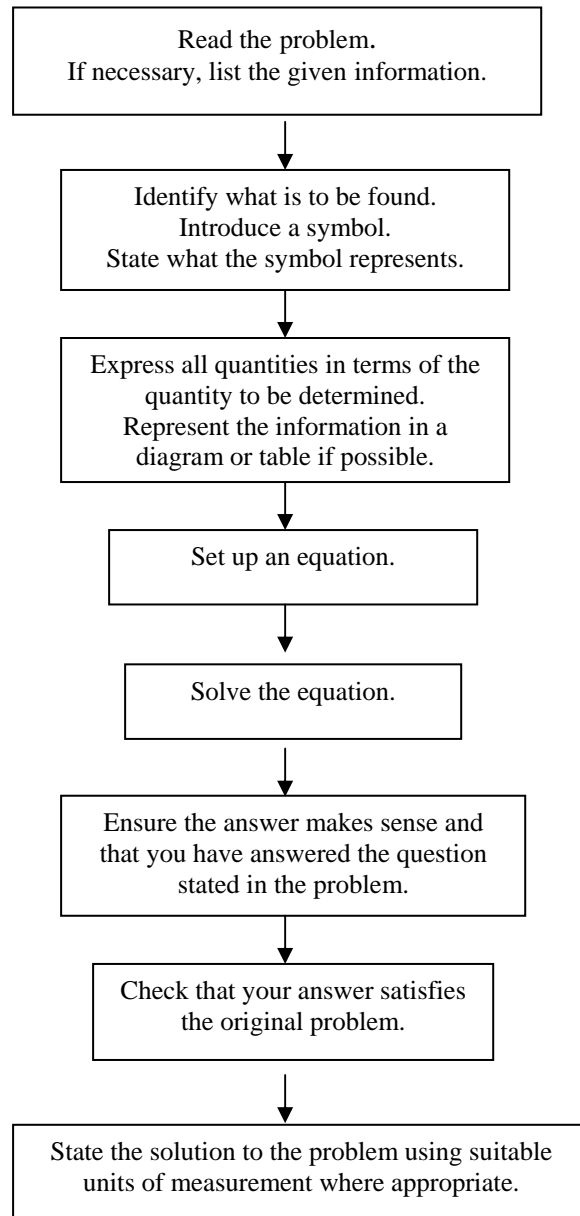 Read the problem.
If necessary, list the given information.
Identify what is to be found.
Introduce a symbol.
State what the symbol represents.
Express all quantities in terms of the
quantity to be determined.
Represent the information in a
diagram or table if possible.
Set up an equation.
Solve the equation.
Ensure the answer makes sense and
that you have answered the question
stated in the problem.
Check that your answer satisfies
the original problem.
State the solution to the problem using suitable
units of measurement where appropriate.